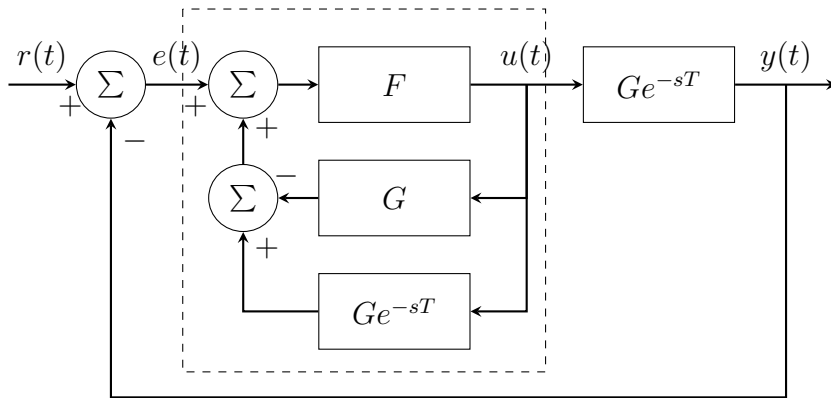 r(t) e(t) u(t) y(t)
Σ Σ F Ge^{-sT}
+ + − +
− G
Σ
+
Ge^{-sT}